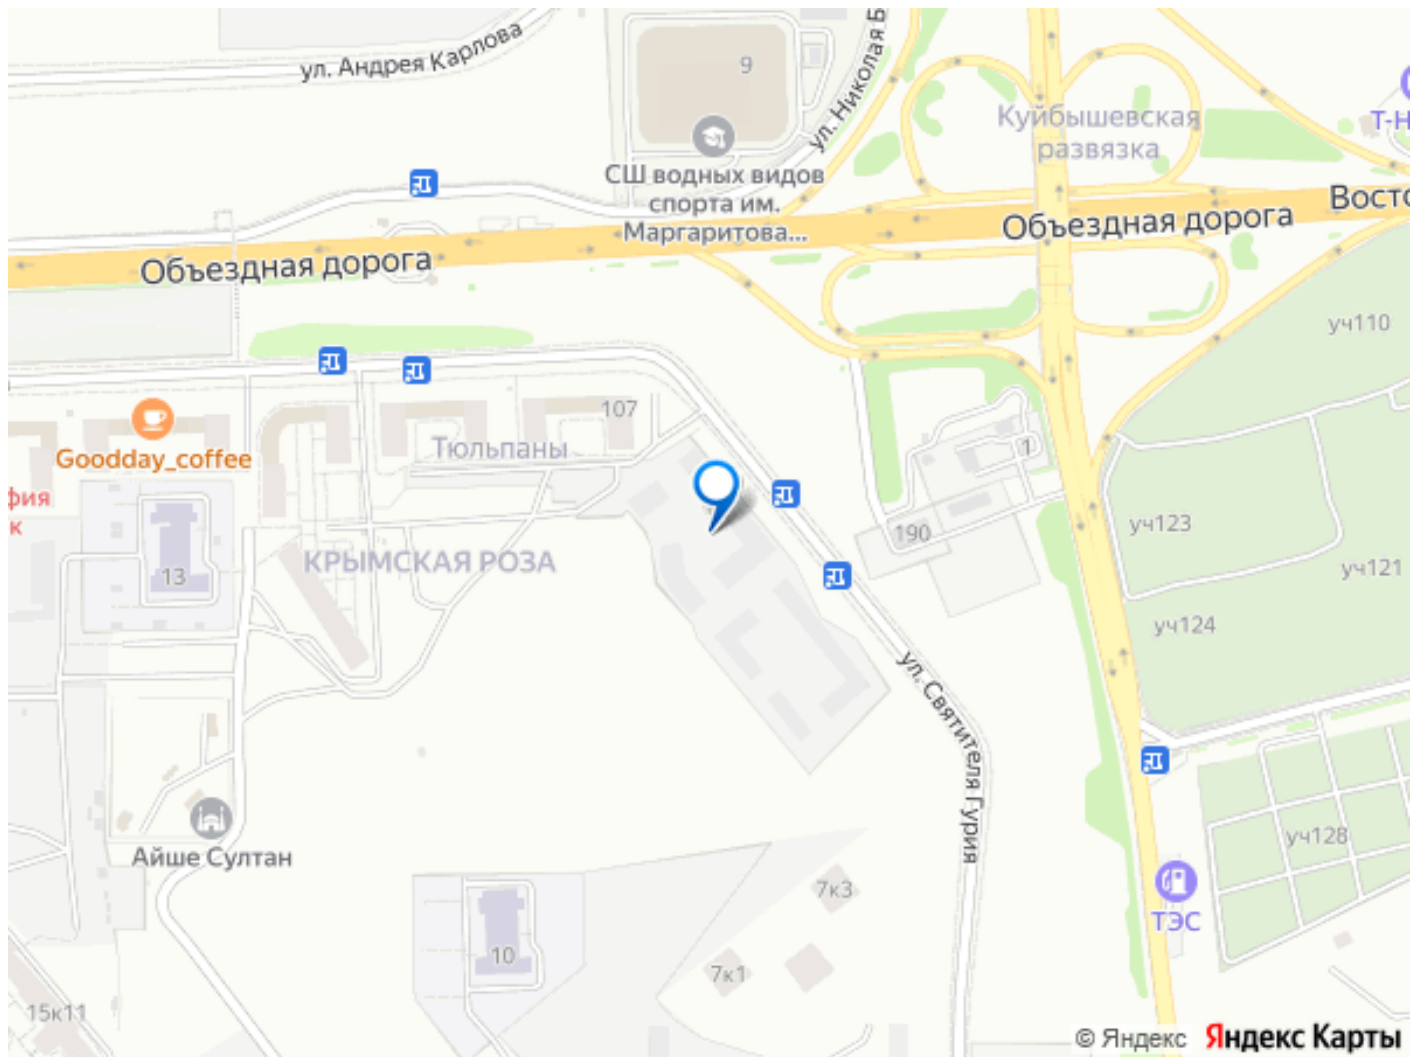 ул. Андрея Карлова
9
ул. Николая Б
Куйбышевская
развязка
Т-Н
СШ водных видов
спорта им.
Маргаритова...
Восто
Объездная дорога
Объездная дорога
уч110
107
Тюльпаны
Goodday_coffee
фия
к
1
190
уч123
КРЫМСКАЯ РОЗА
13
уч121
уч124
ул. Святителя Гурия
Айше Султан
уч128
7к3
ТЭС
10
7к1
15к11
© Яндекс Яндекс Карты